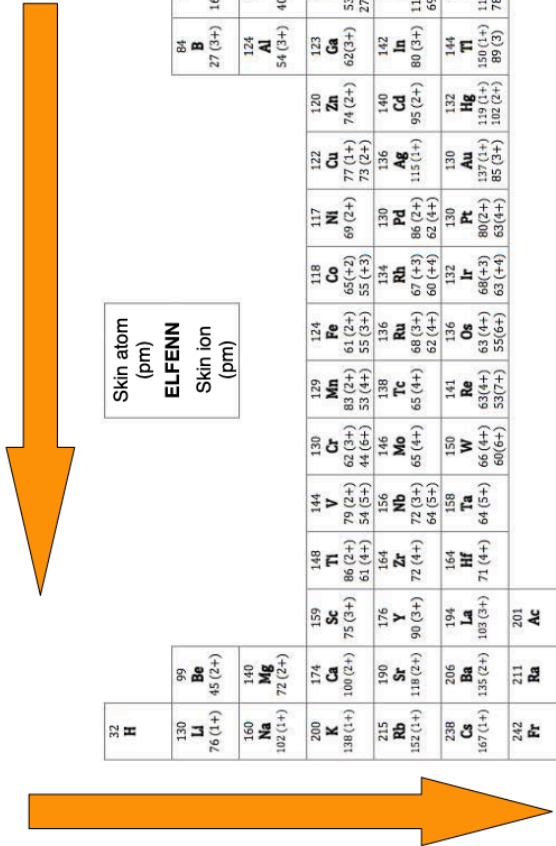 32
H
Skin atom
(pm)
ELFENN
Skin ion
(pm)
130
Li
76 (1+)
99
Be
45 (2+)
84
B
27 (3+)
160
Na
102 (1+)
140
Mg
72 (2+)
124
Al
54 (3+)
200
K
138 (1+)
174
Ca
100 (2+)
159
Sc
75 (3+)
148
Ti
86 (2+)
61 (4+)
144
V
79 (2+)
54 (5+)
130
Cr
62 (3+)
44 (6+)
129
Mn
83 (2+)
53 (4+)
124
Fe
61 (2+)
55 (3+)
118
Co
65(+2)
55 (+3)
117
Ni
69 (2+)
122
Cu
77 (1+)
73 (2+)
120
Zn
74 (2+)
123
Ga
62(3+)
215
Rb
152 (1+)
190
Sr
118 (2+)
176
Y
90 (3+)
164
Zr
72 (4+)
156
Nb
72 (3+)
64 (5+)
146
Mo
65 (4+)
138
Tc
65 (4+)
136
Ru
68 (3+)
62 (4+)
134
Rh
67 (+3)
60 (+4)
130
Pd
86 (2+)
62 (4+)
136
Ag
115 (1+)
140
Cd
95 (2+)
142
In
80 (3+)
238
Cs
167 (1+)
206
Ba
135 (2+)
194
La
103 (3+)
164
Hf
71 (4+)
158
Ta
64 (5+)
150
W
66 (4+)
60(6+)
141
Re
63(4+)
53(7+)
136
Os
63 (4+)
55(6+)
132
Ir
68(+3)
63 (+4)
130
Pt
80(2+)
63(4+)
130
Au
137 (1+)
85 (3+)
132
Hg
119 (1+)
102 (2+)
144
Tl
150 (1+)
89 (3)
242
Fr
211
Ra
201
Ac